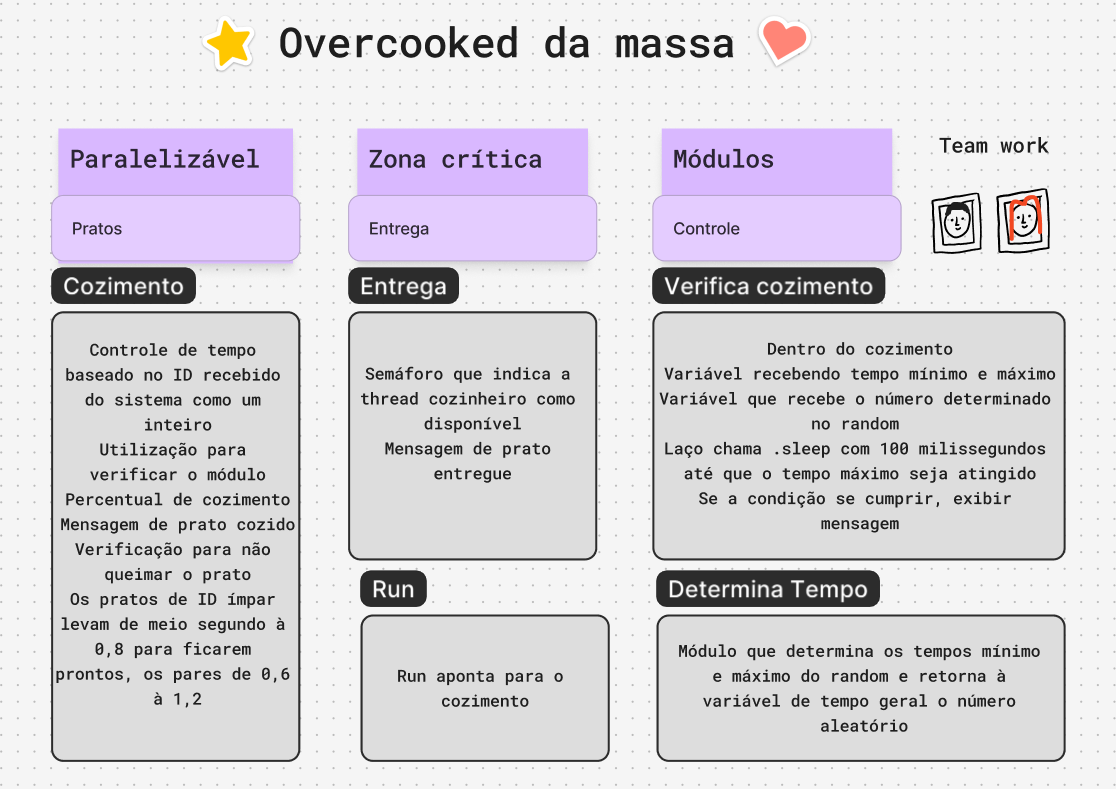 Overcooked da massa
Paralelizável
Pratos
Cozimento
Controle de tempo
baseado no ID recebido
do sistema como um
inteiro
Utilização para
verificar o módulo
Percentual de cozimento
Mensagem de prato cozido
Verificação para não
queimar o prato
Os pratos de ID ímpar
levam de meio segundo à
0,8 para ficarem
prontos, os pares de 0,6
à 1,2
Zona crítica
Entrega
Entrega
Semáforo que indica a
thread cozinheiro como
disponível
Mensagem de prato
entregue
Run
Run aponta para o
cozimento
Módulos
Controle
Verifica cozimento
Dentro do cozimento
Variável recebendo tempo mínimo e máximo
Variável que recebe o número determinado
no random
Laço chama .sleep com 100 milissegundos
até que o tempo máximo seja atingido
Se a condição se cumprir, exibir
mensagem
Determina Tempo
Módulo que determina os tempos mínimo
e máximo do random e retorna à
variável de tempo geral o número
aleatório
Team work